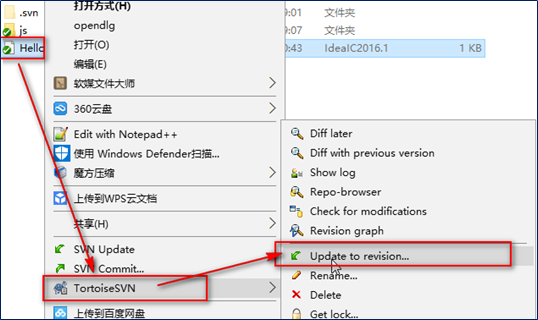 打开方式(H)
.svn
opendlg
js
打开(O)
Hello
编辑(E)
软媒文件大师
360云盘
Edit with Notepad++
使用 Windows Defender扫描...
魔方压缩
上传到WPS云文档
共享(H)
SVN Update
SVN Commit...
TortoiseSVN
上传到百度网盘
:01 文件夹
:09 文件夹
0:43 IdeaIC2016.1 1 KB
Diff later
Diff with previous version
Show log
Repo-browser
Check for modifications
Revision graph
Update to revision...
Rename...
Delete
Get lock...